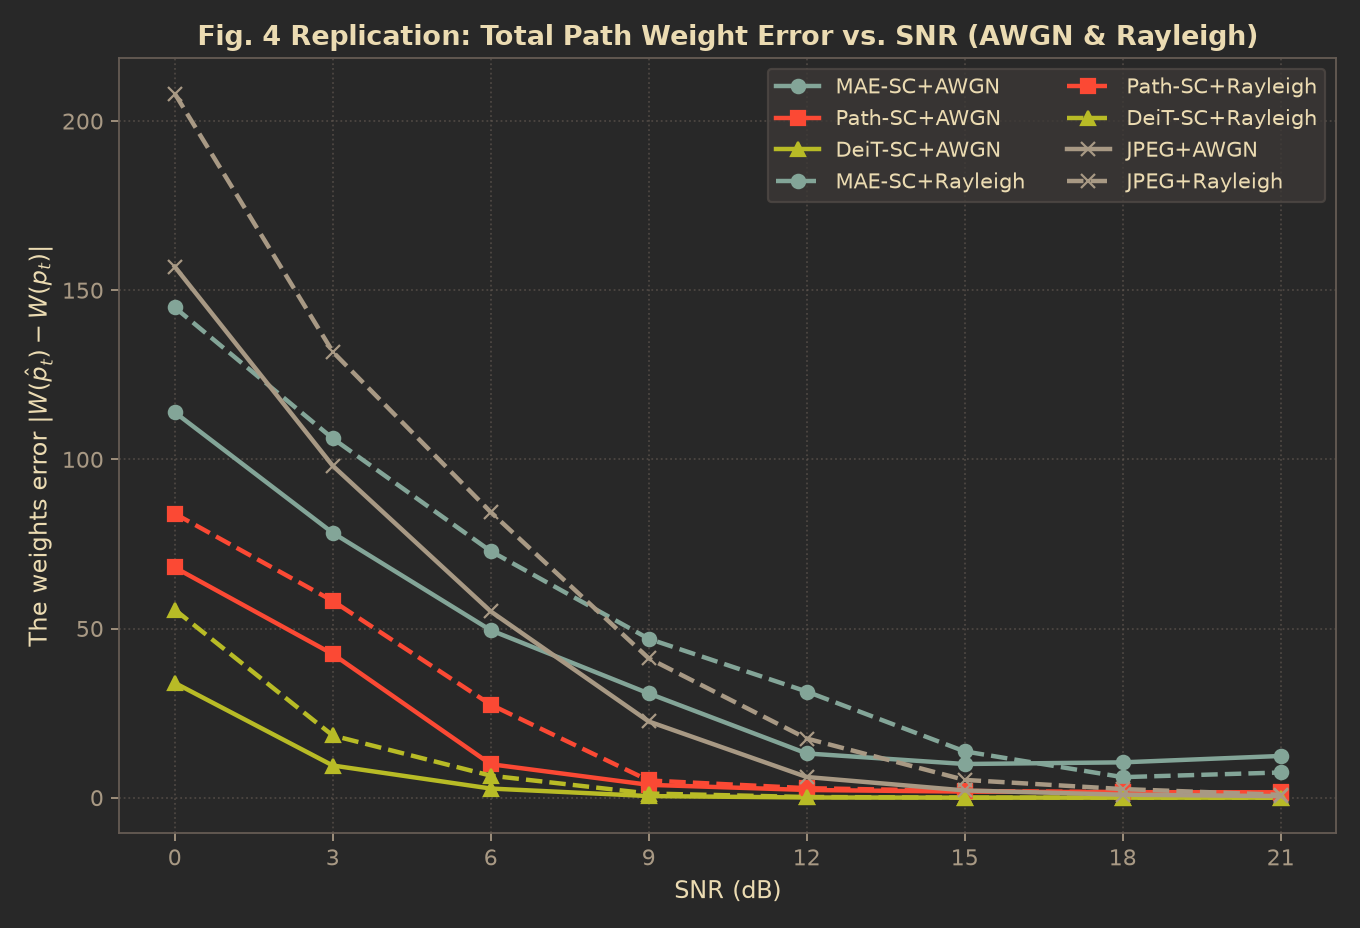 Fig. 4 Replication: Total Path Weight Error vs. SNR (AWGN & Rayleigh)
MAE-SC+AWGN
Path-SC+AWGN
DeiT-SC+AWGN
MAE-SC+Rayleigh
Path-SC+Rayleigh
DeiT-SC+Rayleigh
JPEG+AWGN
JPEG+Rayleigh
The weights error |W(p̂_t) − W(p_t)|
200
150
100
50
0
0 3 6 9 12 15 18 21
SNR (dB)